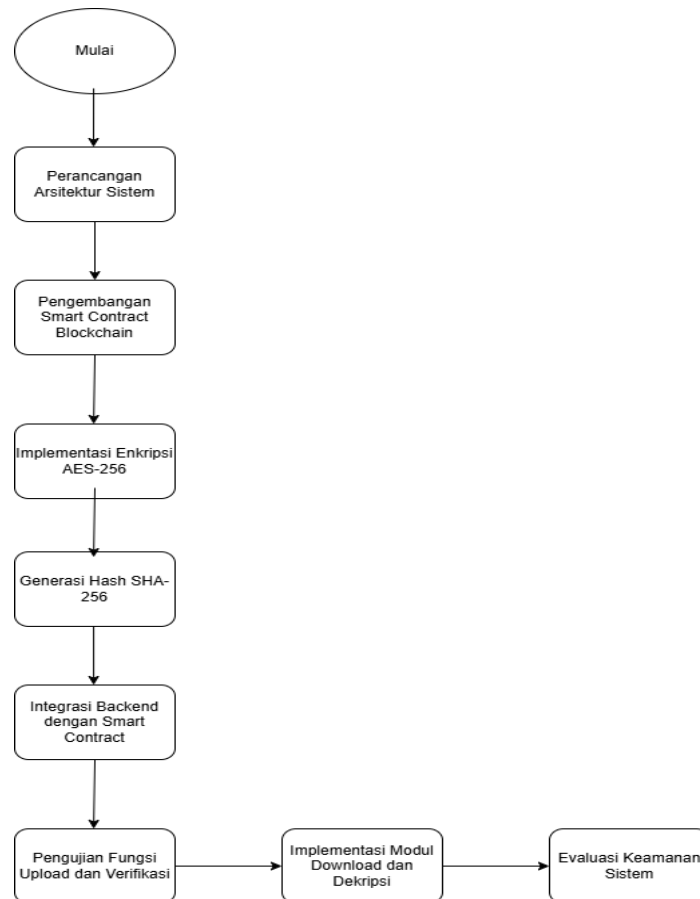 Mulai
Perancangan
Arsitektur Sistem
Pengembangan
Smart Contract
Blockchain
Implementasi Enkripsi
AES-256
Generasi Hash SHA-
256
Integrasi Backend
dengan Smart
Contract
Pengujian Fungsi
Upload dan Verifikasi
Implementasi Modul
Download dan
Dekripsi
Evaluasi Keamanan
Sistem